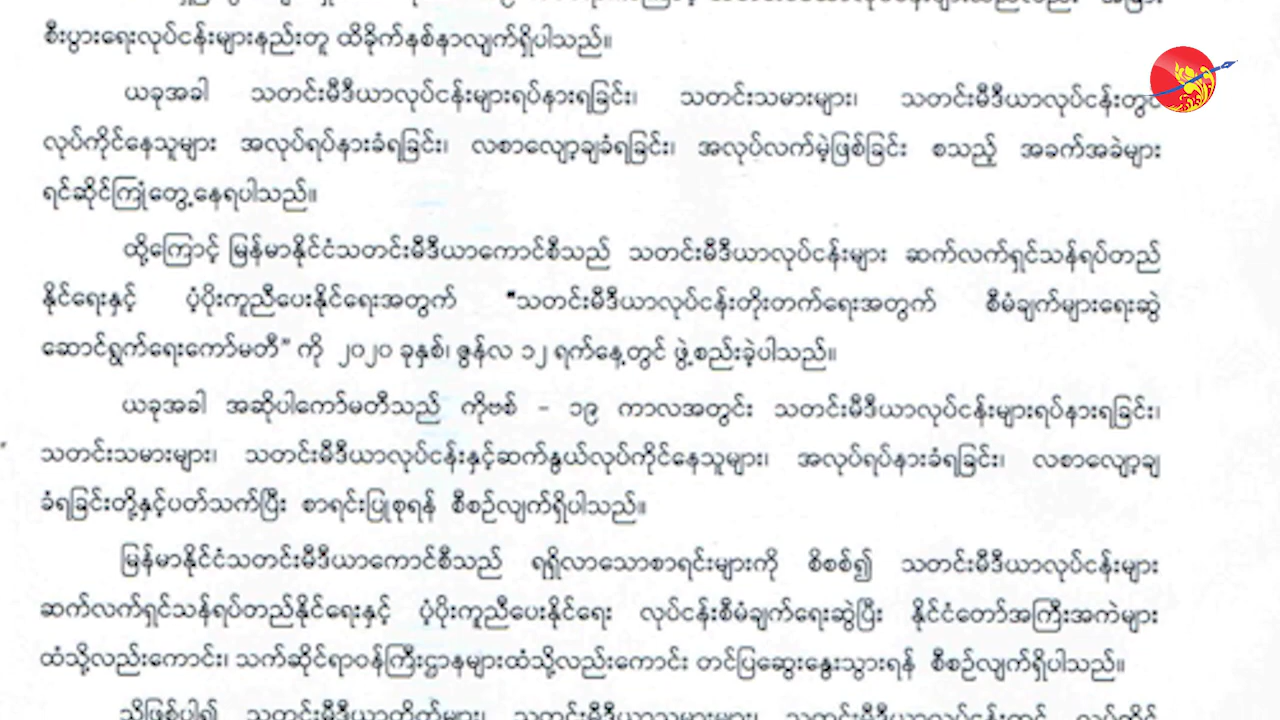 စီးပွားရေးလုပ်ငန်းများနည်းတူ ထိခိုက်နစ်နာလျက်ရှိပါသည်။
ယခုအခါ သတင်းမီဒီယာလုပ်ငန်းများရပ်နားရခြင်း၊ သတင်းသမားများ၊ သတင်းမီဒီယာလုပ်ငန်းတွင်
လုပ်ကိုင်နေသူများ အလုပ်ရပ်နားခံရခြင်း၊ လစာလျှော့ချခံရခြင်း၊ အလုပ်လက်မဲ့ဖြစ်ခြင်း စသည့် အခက်အခဲများ
ရင်ဆိုင်ကြုံတွေ့နေရပါသည်။
ထို့ကြောင့် မြန်မာနိုင်ငံသတင်းမီဒီယာကောင်စီသည် သတင်းမီဒီယာလုပ်ငန်းများ ဆက်လက်ရှင်သန်ရပ်တည်
နိုင်ရေးနှင့် ပံ့ပိုးကူညီပေးနိုင်ရေးအတွက် "သတင်းမီဒီယာလုပ်ငန်းတိုးတက်ရေးအတွက် စီမံချက်များရေးဆွဲ
ဆောင်ရွက်ရေးကော်မတီ" ကို ၂၀၂၀ ခုနှစ်၊ ဇွန်လ ၁၂ ရက်နေ့တွင် ဖွဲ့စည်းခဲ့ပါသည်။
ယခုအခါ အဆိုပါကော်မတီသည် ကိုဗစ် - ၁၉ ကာလအတွင်း သတင်းမီဒီယာလုပ်ငန်းများရပ်နားရခြင်း၊
သတင်းသမားများ၊ သတင်းမီဒီယာလုပ်ငန်းနှင့်ဆက်နွယ်လုပ်ကိုင်နေသူများ၊ အလုပ်ရပ်နားခံရခြင်း၊ လစာလျှော့ချ
ခံရခြင်းတို့နှင့်ပတ်သက်ပြီး စာရင်းပြုစုရန် စီစဉ်လျက်ရှိပါသည်။
မြန်မာနိုင်ငံသတင်းမီဒီယာကောင်စီသည် ရရှိလာသောစာရင်းများကို စိစစ်၍ သတင်းမီဒီယာလုပ်ငန်းများ
ဆက်လက်ရှင်သန်ရပ်တည်နိုင်ရေးနှင့် ပံ့ပိုးကူညီပေးနိုင်ရေး လုပ်ငန်းစီမံချက်ရေးဆွဲပြီး နိုင်ငံတော်အကြီးအကဲများ
ထံသို့လည်းကောင်း၊ သက်ဆိုင်ရာဝန်ကြီးဌာနများထံသို့လည်းကောင်း တင်ပြဆွေးနွေးသွားရန် စီစဉ်လျက်ရှိပါသည်။